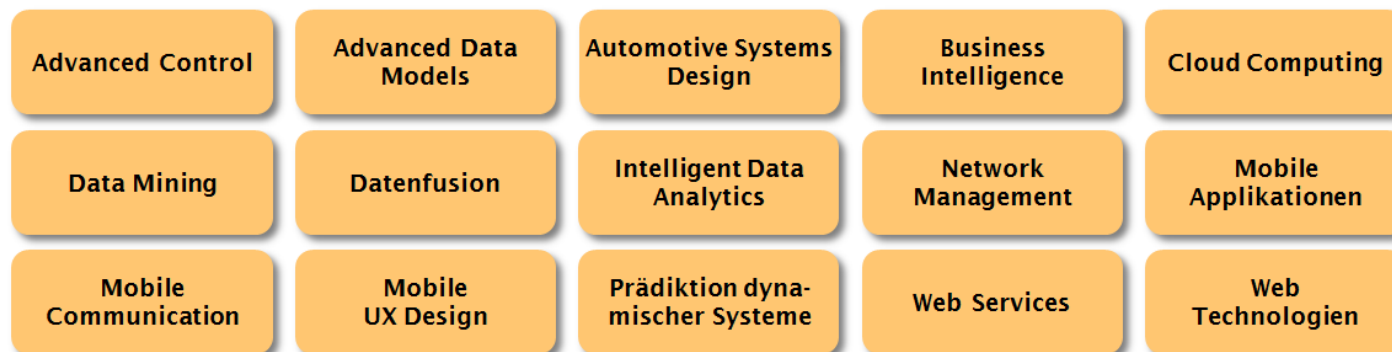 Advanced Control
Advanced Data
Models
Automotive Systems
Design
Business
Intelligence
Cloud Computing
Data Mining
Datenfusion
Intelligent Data
Analytics
Network
Management
Mobile
Applikationen
Mobile
Communication
Mobile
UX Design
Prädiktion dyna-
mischer Systeme
Web Services
Web
Technologien